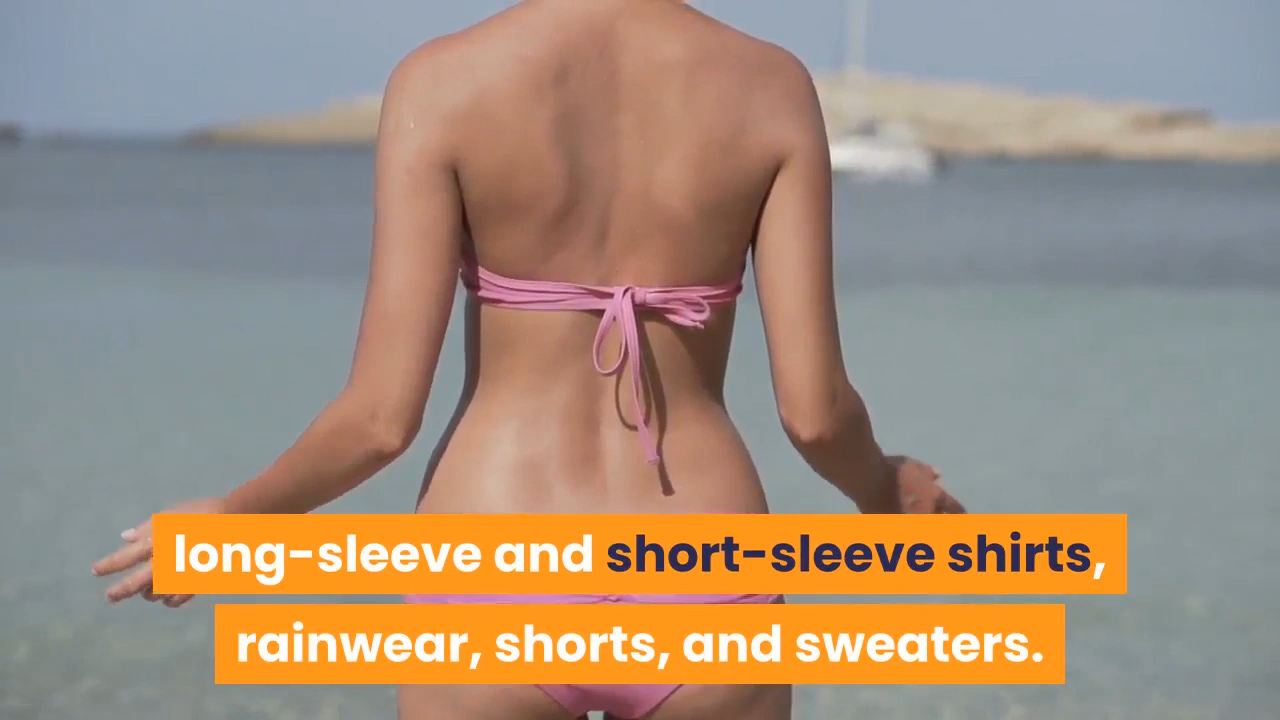 long-sleeve and short-sleeve shirts,
rainwear, shorts, and sweaters.